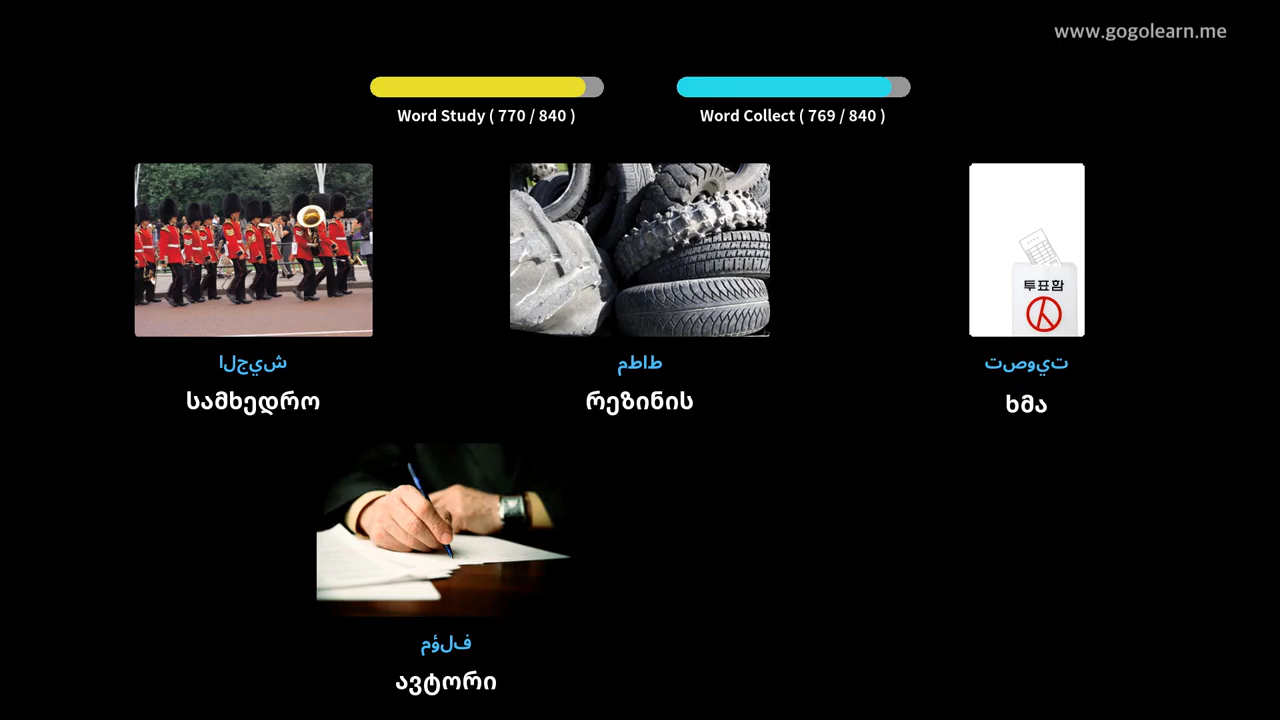 www.gogolearn.me
Word Study ( 770 / 840 )
Word Collect ( 769 / 840 )
الجيش
სამხედრო
مطاط
რეზინის
투표함
تصويت
ხმა
مؤلف
ავტორი